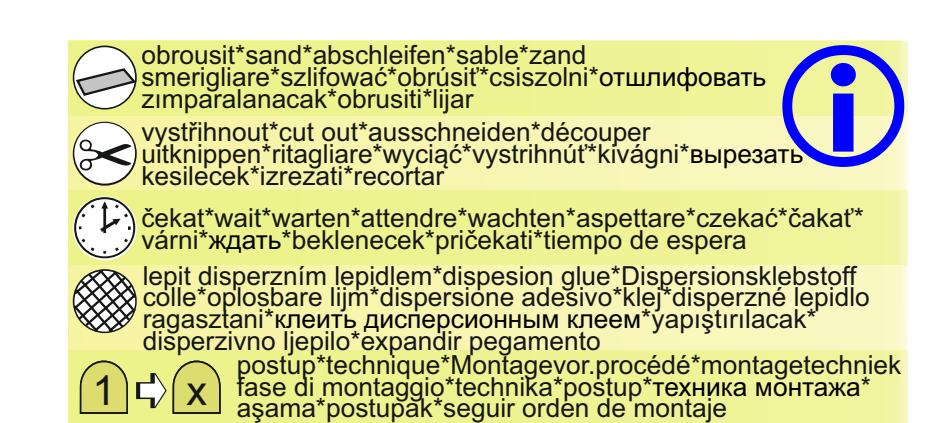 obrousit*sand*abschleifen*sable*zand
smerigliare*szlifować*obrúsiť*csiszolni*отшлифовать
zımparalanacak*obrusiti*lijar
vystřihnout*cut out*ausschneiden*découper
uitknippen*ritagliare*wyciąć*vystrihnúť*kivágni*вырезать
kesilecek*izrezati*recortar
čekat*wait*warten*attendre*wachten*aspettare*czekać*čakať*
várni*ждать*beklenecek*pričekati*tiempo de espera
lepit disperzním lepidlem*dispesion glue*Dispersionsklebstoff
colle*oplosbare lijm*dispersione adesivo*klej*disperzné lepidlo
ragasztani*клеить дисперсионным клеем*yapıştırılacak*
disperzivno ljepilo*expandir pegamento
1 x
postup*technique*Montagevor.procédé*montagetechniek
fase di montaggio*technika*postup*техника монтажа*
aşama*postupak*seguir orden de montaje